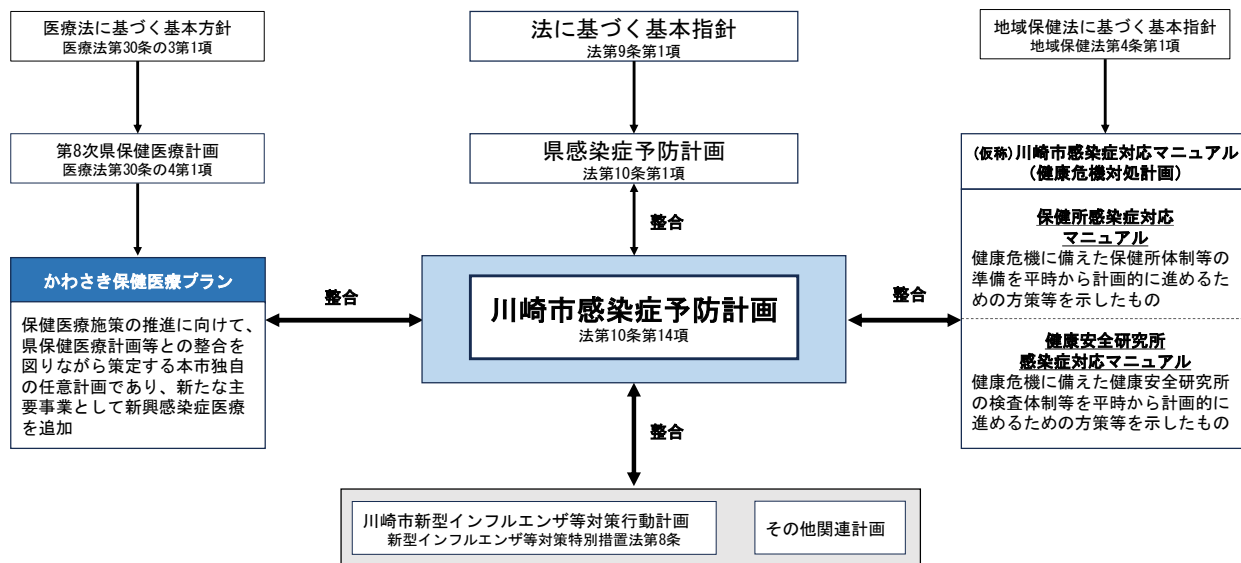 医療法に基づく基本方針
医療法第30条の3第1項
法に基づく基本指針
法第9条第1項
地域保健法に基づく基本指針
地域保健法第4条第1項
第8次県保健医療計画
医療法第30条の4第1項
県感染症予防計画
法第10条第1項
(仮称)川崎市感染症対応マニュアル
（健康危機対処計画）
整合
保健所感染症対応
マニュアル
健康危機に備えた保健所体制等の
準備を平時から計画的に進めるた
めの方策等を示したもの
かわさき保健医療プラン
保健医療施策の推進に向けて、
県保健医療計画等との整合を
図りながら策定する本市独自
の任意計画であり、新たな主
要事業として新興感染症医療
を追加
整合
川崎市感染症予防計画
法第10条第14項
整合
健康安全研究所
感染症対応マニュアル
健康危機に備えた健康安全研究所
の検査体制等を平時から計画的に
進めるための方策等を示したもの
整合
川崎市新型インフルエンザ等対策行動計画
新型インフルエンザ等対策特別措置法第8条
その他関連計画